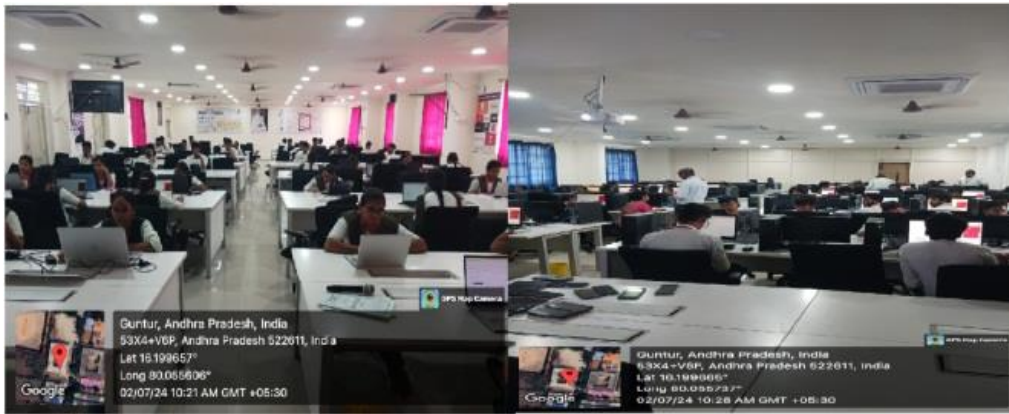 GPS Map Camera
Guntur, Andhra Pradesh, India
53X4+V6P, Andhra Pradesh 522611, India
Lat 16.199657°
Long 80.055606°
02/07/24 10:21 AM GMT +05:30
Google
GPS Map Camera
Guntur, Andhra Pradesh, India
53X4+V6P, Andhra Pradesh 522611, India
Lat 16.199665°
Long 80.055737°
02/07/24 10:28 AM GMT +05:30
Google